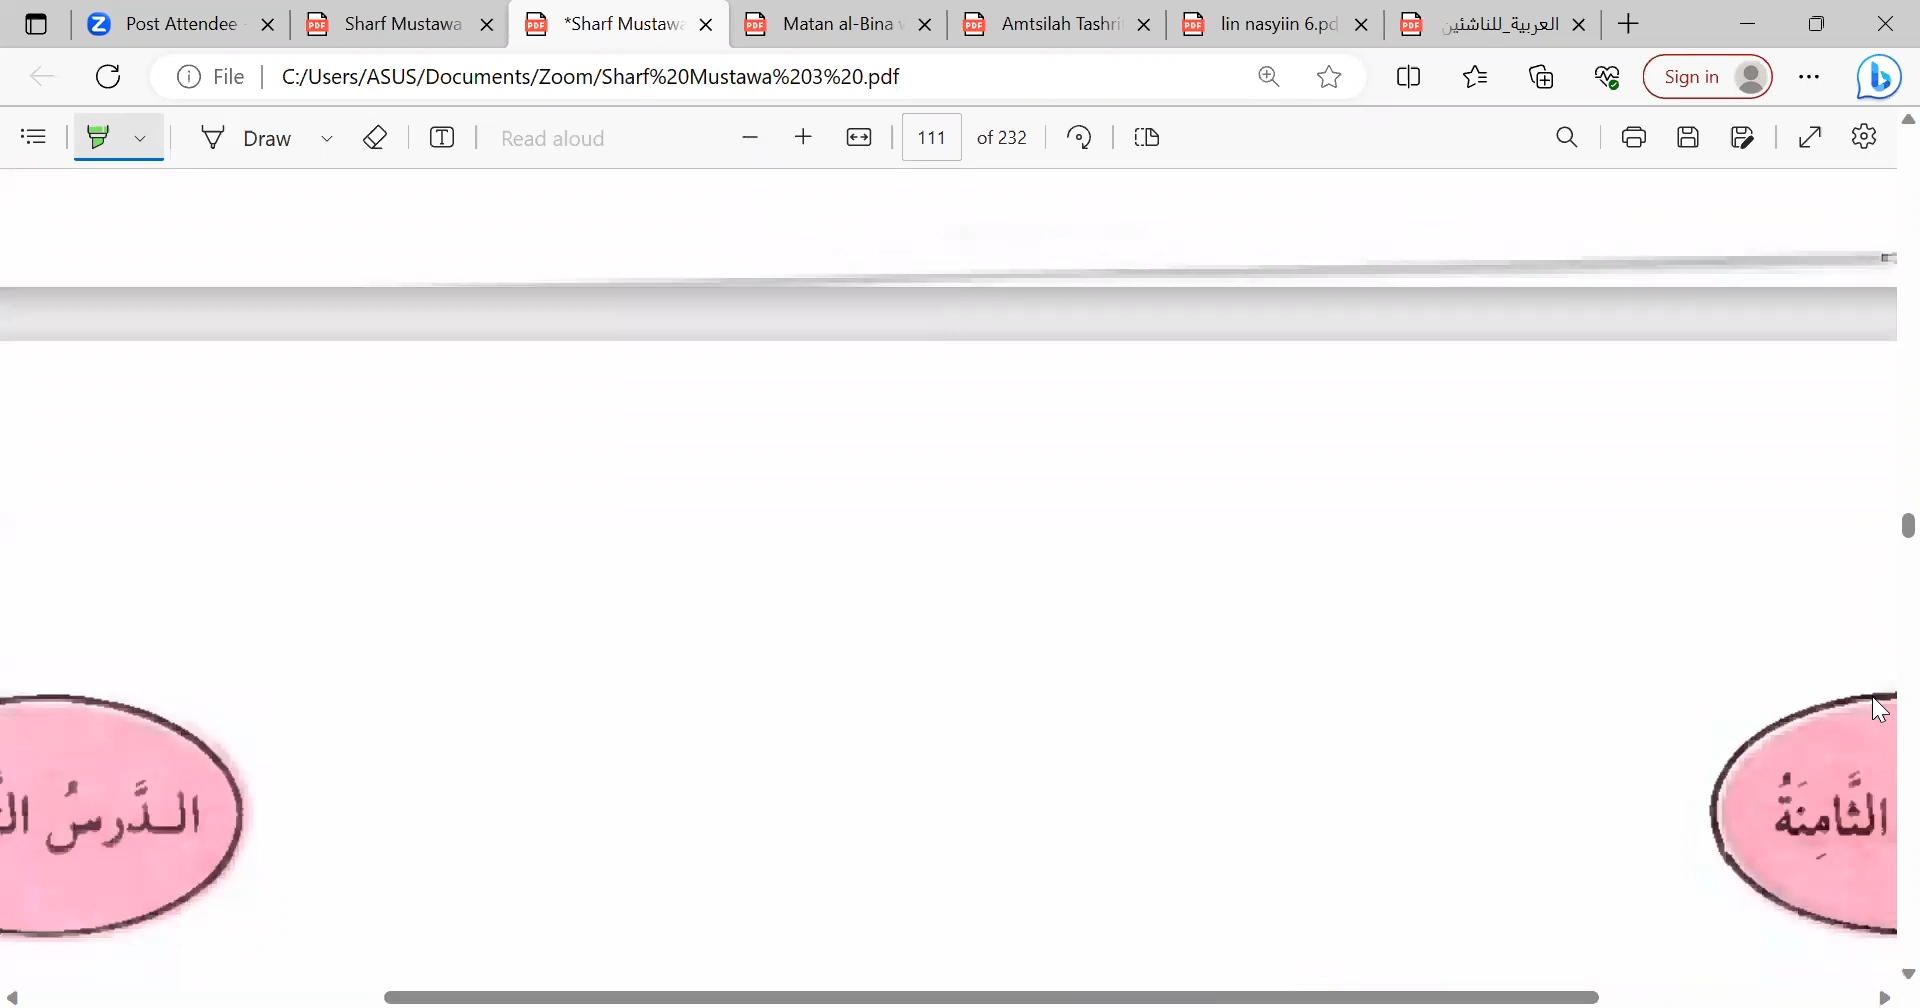 Post Attendee -
Sharf Mustawa
*Sharf Mustawa
Matan al-Bina
Amtsilah Tashri
lin nasyiin 6.pd
العربية_للناشئين
File
C:/Users/ASUS/Documents/Zoom/Sharf%20Mustawa%203%20.pdf
Sign in
Draw
Read aloud
111 of 232
الثَّامِنَةُ
الـدَّرسُ